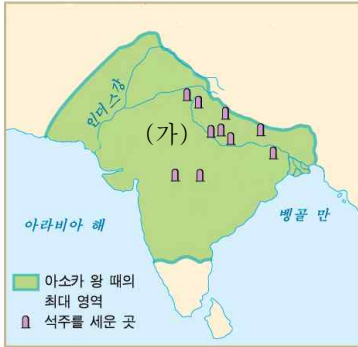 인더스강
(가)
아라비아 해
벵골 만
아소카 왕 때의
최대 영역
석주를 세운 곳